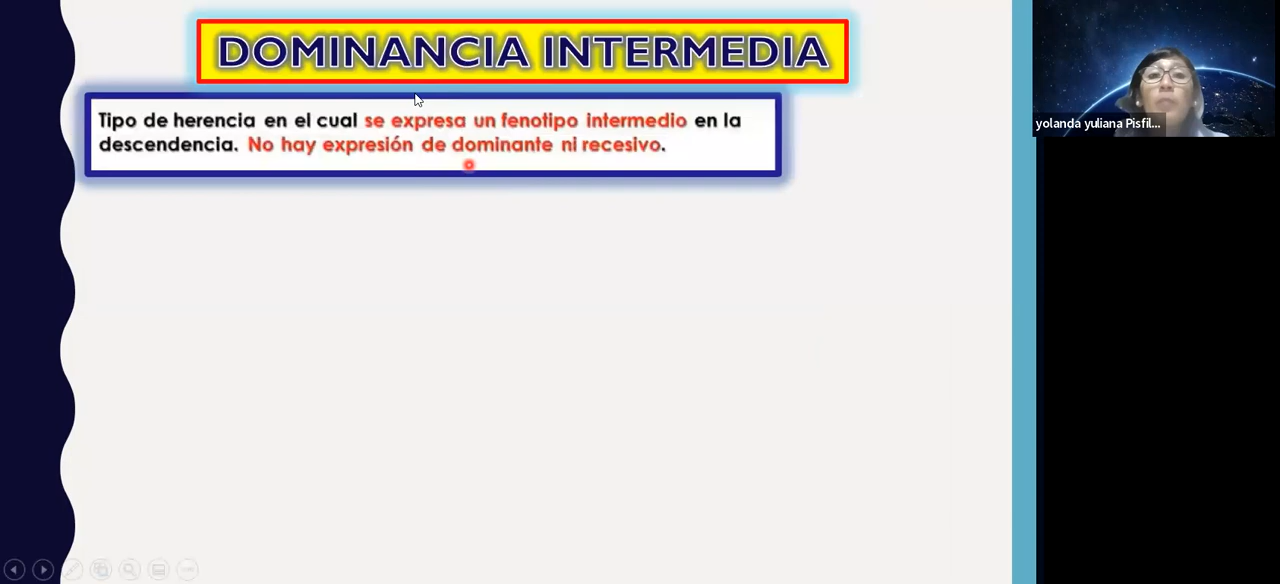 DOMINANCIA INTERMEDIA
Tipo de herencia en el cual se expresa un fenotipo intermedio en la
descendencia. No hay expresión de dominante ni recesivo.
yolanda yuliana Pisfil...